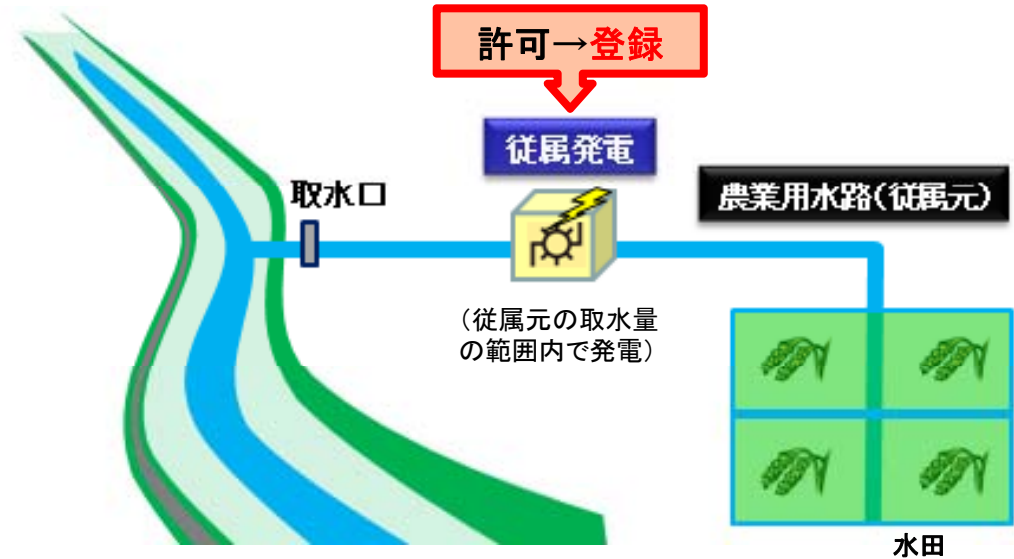 許可→登録
従属発電
取水口
農業用水路(従属元)
(従属元の取水量
の範囲内で発電)
水田